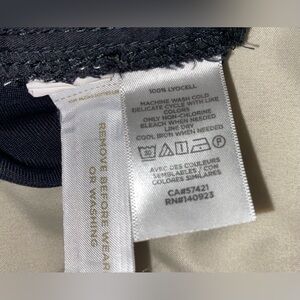 100% LYOCELL
MACHINE WASH COLD
DELICATE CYCLE WITH LIKE
COLORS
ONLY NON-CHLORINE
BLEACH WHEN NEEDED
LINE DRY
COOL IRON WHEN NEEDED
30
P
AVEC DES COULEURS
SEMBLABLES / CON
COLORES SIMILARES
CA#57421
RN#140923
REMOVE BEFORE WEAR
OR WASHING